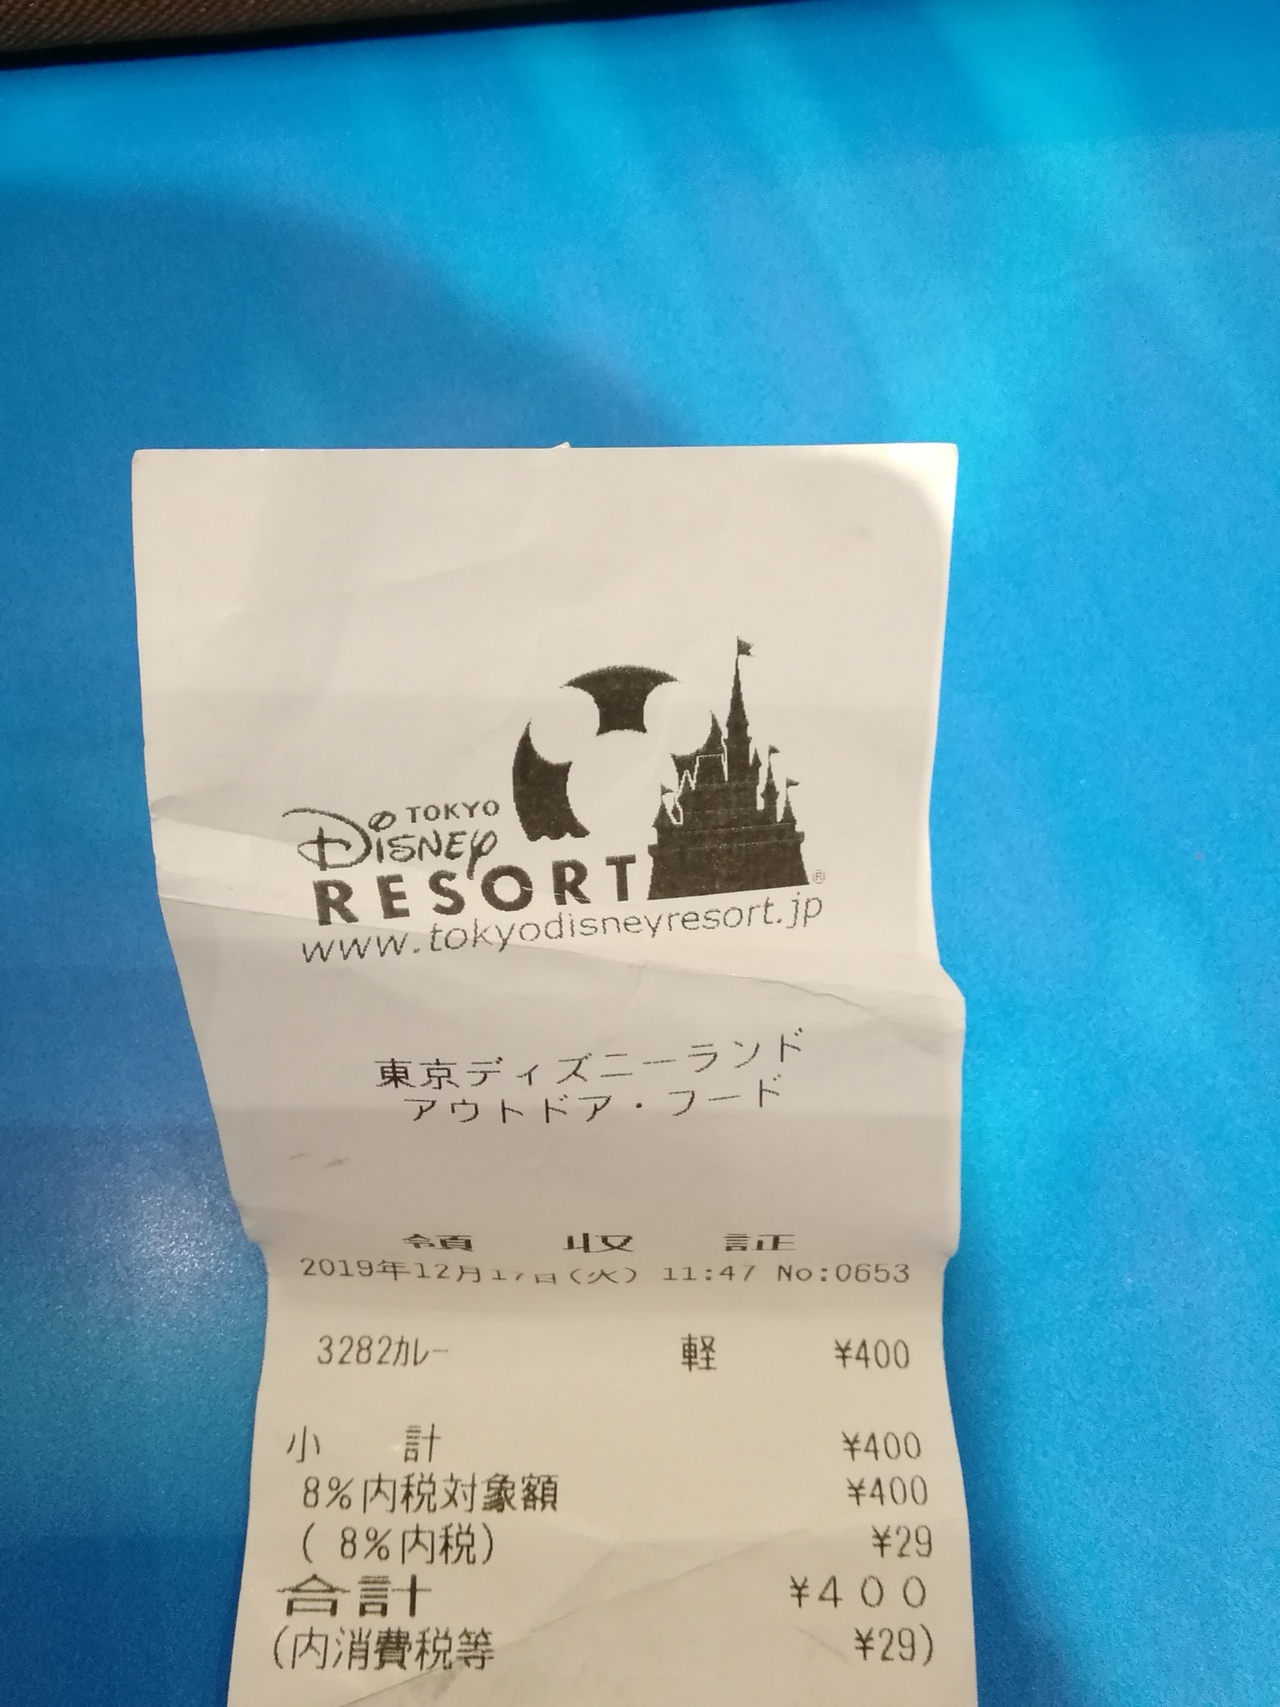 TOKYO
Disney
RESORT®
www.tokyodisneyresort.jp
東京ディズニーランド
アウトドア・フード
領 収 証
2019年12月17日(火) 11:47 No:0653
3282カレー 軽 ¥400
小 計 ¥400
8%内税対象額 ¥400
( 8%内税) ¥29
合計 ¥400
(内消費税等 ¥29)